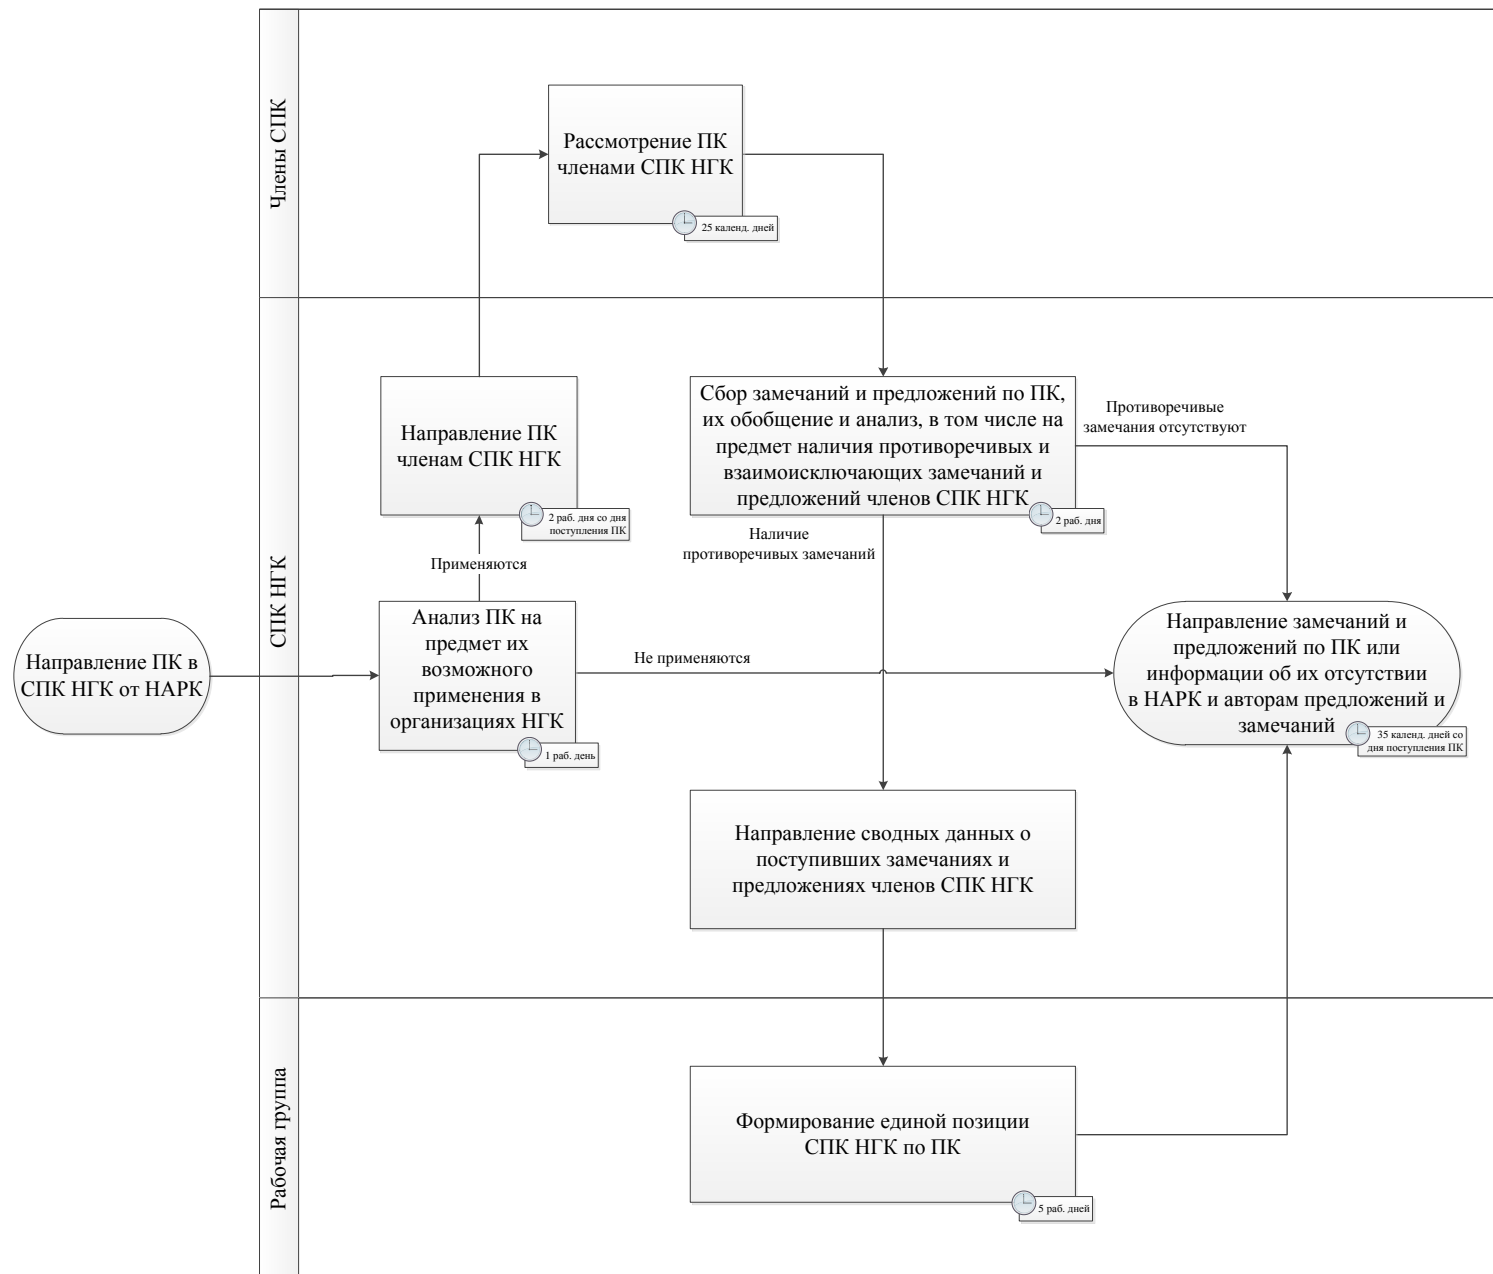 Члены СПК
Рассмотрение ПК
членами СПК НГК
25 календ. дней
СПК НГК
Направление ПК
членам СПК НГК
2 раб. дня со дня
поступления ПК
Сбор замечаний и предложений по ПК,
их обобщение и анализ, в том числе на
предмет наличия противоречивых и
взаимоисключающих замечаний и
предложений членов СПК НГК
2 раб. дня
Противоречивые
замечания отсутствуют
Наличие
противоречивых замечаний
Применяются
Направление ПК в
СПК НГК от НАРК
Анализ ПК на
предмет их
возможного
применения в
организациях НГК
1 раб. день
Не применяются
Направление замечаний и
предложений по ПК или
информации об их отсутствии
в НАРК и авторам предложений и
замечаний
35 календ. дней со
дня поступления ПК
Направление сводных данных о
поступивших замечаниях и
предложениях членов СПК НГК
Рабочая группа
Формирование единой позиции
СПК НГК по ПК
5 раб. дней